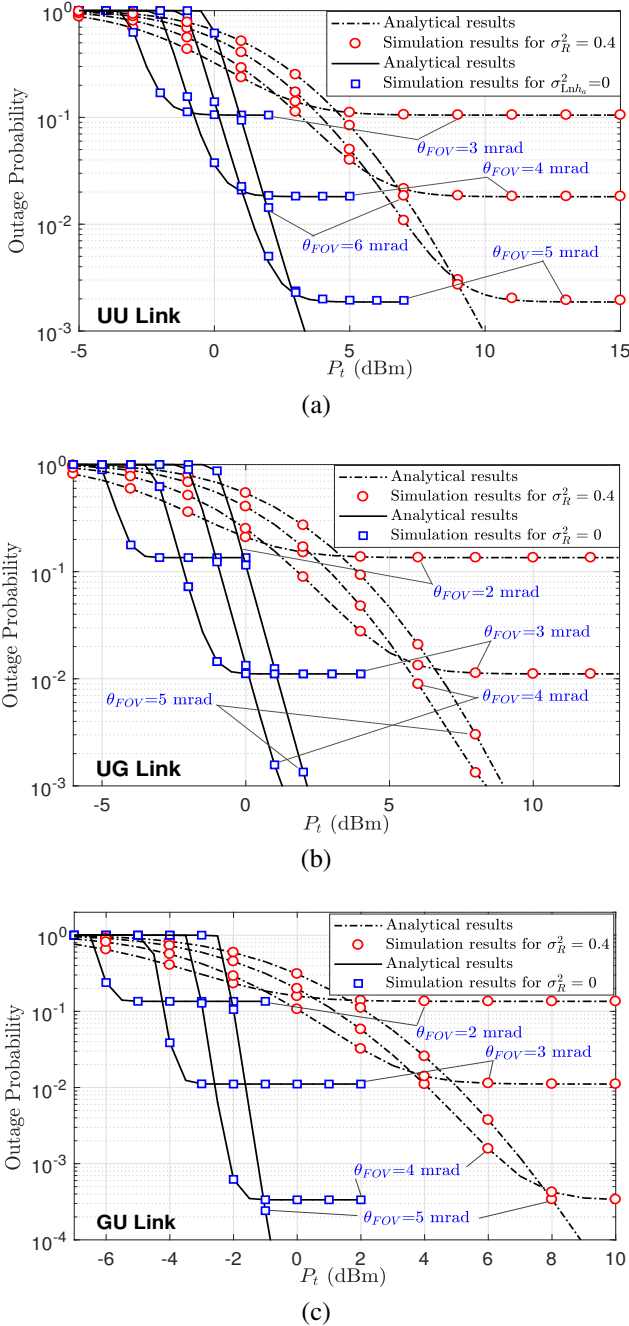 10^0
10^-1
10^-2
10^-3
Outage Probability
Analytical results
Simulation results for σ_R^2 = 0.4
Analytical results
Simulation results for σ_{Lnh_a}^2=0
θ_FOV=3 mrad
θ_FOV=4 mrad
θ_FOV=6 mrad
θ_FOV=5 mrad
UU Link
-5 0 5 10 15
P_t (dBm)
(a)
10^0
10^-1
10^-2
10^-3
Outage Probability
Analytical results
Simulation results for σ_R^2 = 0.4
Analytical results
Simulation results for σ_R^2 = 0
θ_FOV=2 mrad
θ_FOV=3 mrad
θ_FOV=5 mrad
θ_FOV=4 mrad
UG Link
-5 0 5 10
P_t (dBm)
(b)
10^0
10^-1
10^-2
10^-3
10^-4
Outage Probability
Analytical results
Simulation results for σ_R^2 = 0.4
Analytical results
Simulation results for σ_R^2 = 0
θ_FOV=2 mrad
θ_FOV=3 mrad
θ_FOV=4 mrad
θ_FOV=5 mrad
GU Link
-6 -4 -2 0 2 4 6 8 10
P_t (dBm)
(c)